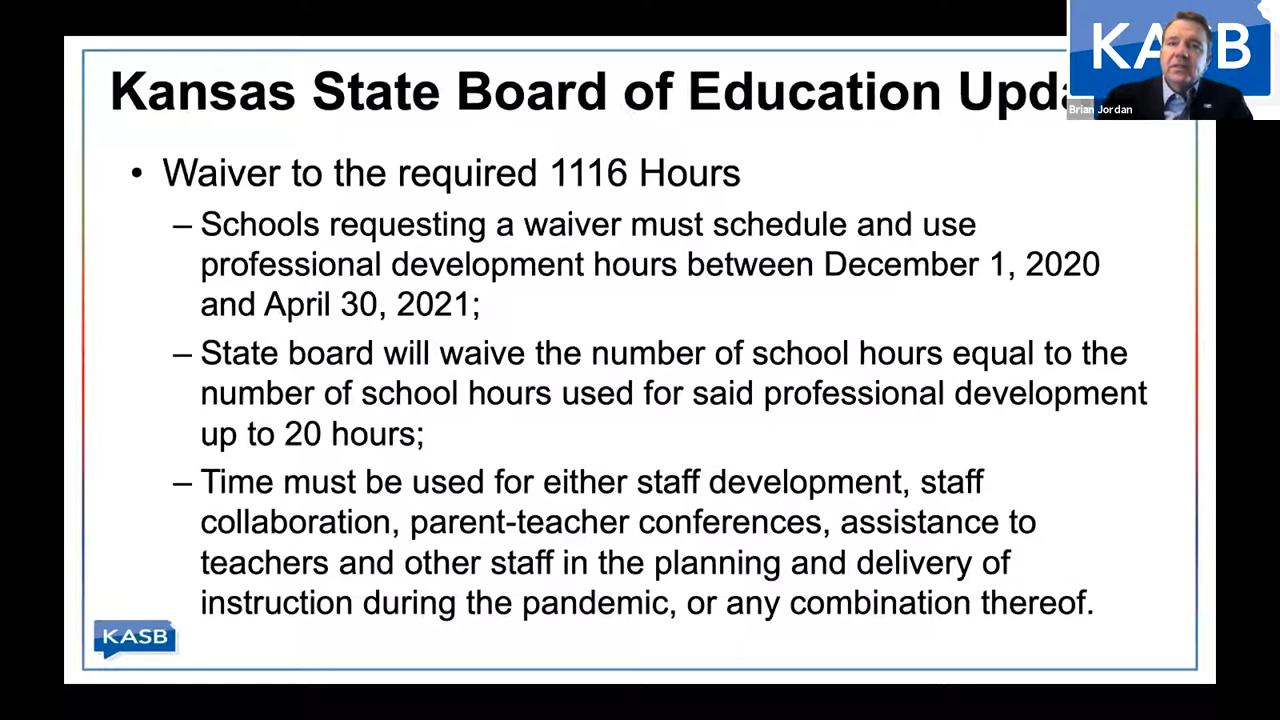 Kansas State Board of Education Upda
KASB
Brian Jordan
• Waiver to the required 1116 Hours
– Schools requesting a waiver must schedule and use
professional development hours between December 1, 2020
and April 30, 2021;
– State board will waive the number of school hours equal to the
number of school hours used for said professional development
up to 20 hours;
– Time must be used for either staff development, staff
collaboration, parent-teacher conferences, assistance to
teachers and other staff in the planning and delivery of
instruction during the pandemic, or any combination thereof.
KASB